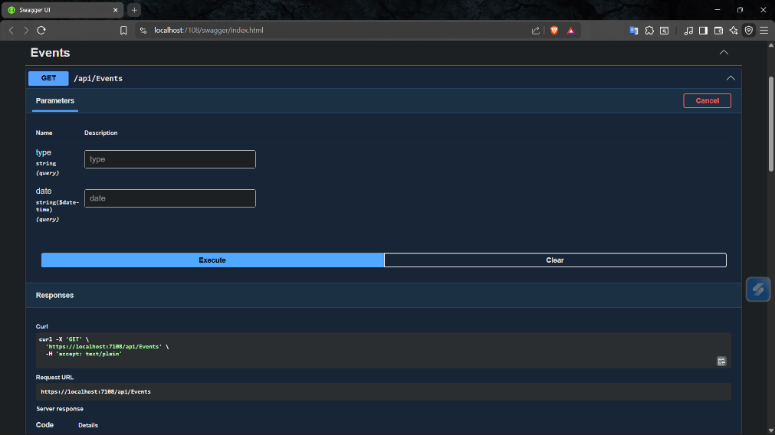 Swagger UI
localhost:7108/swagger/index.html
Events
GET /api/Events
Parameters
Cancel
Name Description
type
string
(query)
type
date
string($date-
time)
(query)
date
Execute
Clear
Responses
Curl
curl -X 'GET' \
'https://localhost:7108/api/Events' \
-H 'accept: text/plain'
Request URL
https://localhost:7108/api/Events
Server response
Code Details